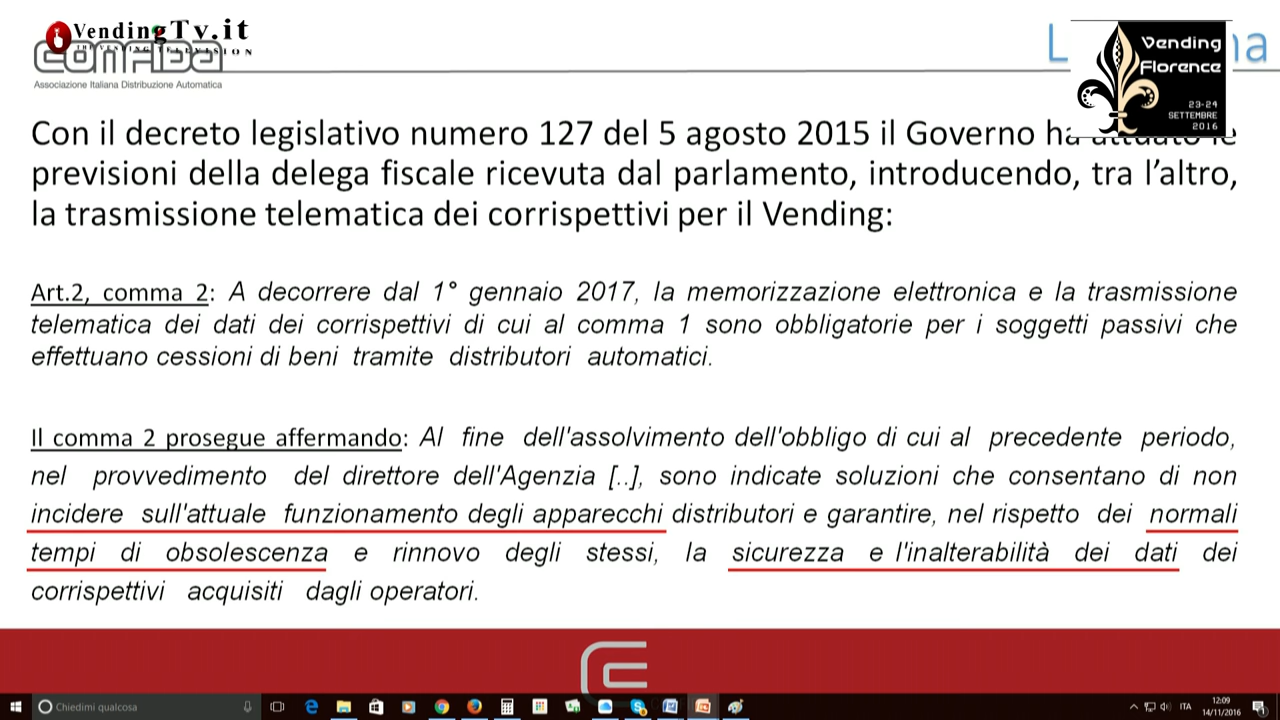 VendingTv.it
THE VENDING TELEVISION
CONFIDA
Associazione Italiana Distribuzione Automatica
Vending
Florence
23-24
SETTEMBRE
2016
Con il decreto legislativo numero 127 del 5 agosto 2015 il Governo ha attuato le
previsioni della delega fiscale ricevuta dal parlamento, introducendo, tra l’altro,
la trasmissione telematica dei corrispettivi per il Vending:
Art.2, comma 2: A decorrere dal 1° gennaio 2017, la memorizzazione elettronica e la trasmissione
telematica dei dati dei corrispettivi di cui al comma 1 sono obbligatorie per i soggetti passivi che
effettuano cessioni di beni tramite distributori automatici.
Il comma 2 prosegue affermando: Al fine dell'assolvimento dell'obbligo di cui al precedente periodo,
nel provvedimento del direttore dell'Agenzia [..], sono indicate soluzioni che consentano di non
incidere sull'attuale funzionamento degli apparecchi distributori e garantire, nel rispetto dei normali
tempi di obsolescenza e rinnovo degli stessi, la sicurezza e l'inalterabilità dei dati dei
corrispettivi acquisiti dagli operatori.
Chiedimi qualcosa
ITA
12:09
14/11/2016